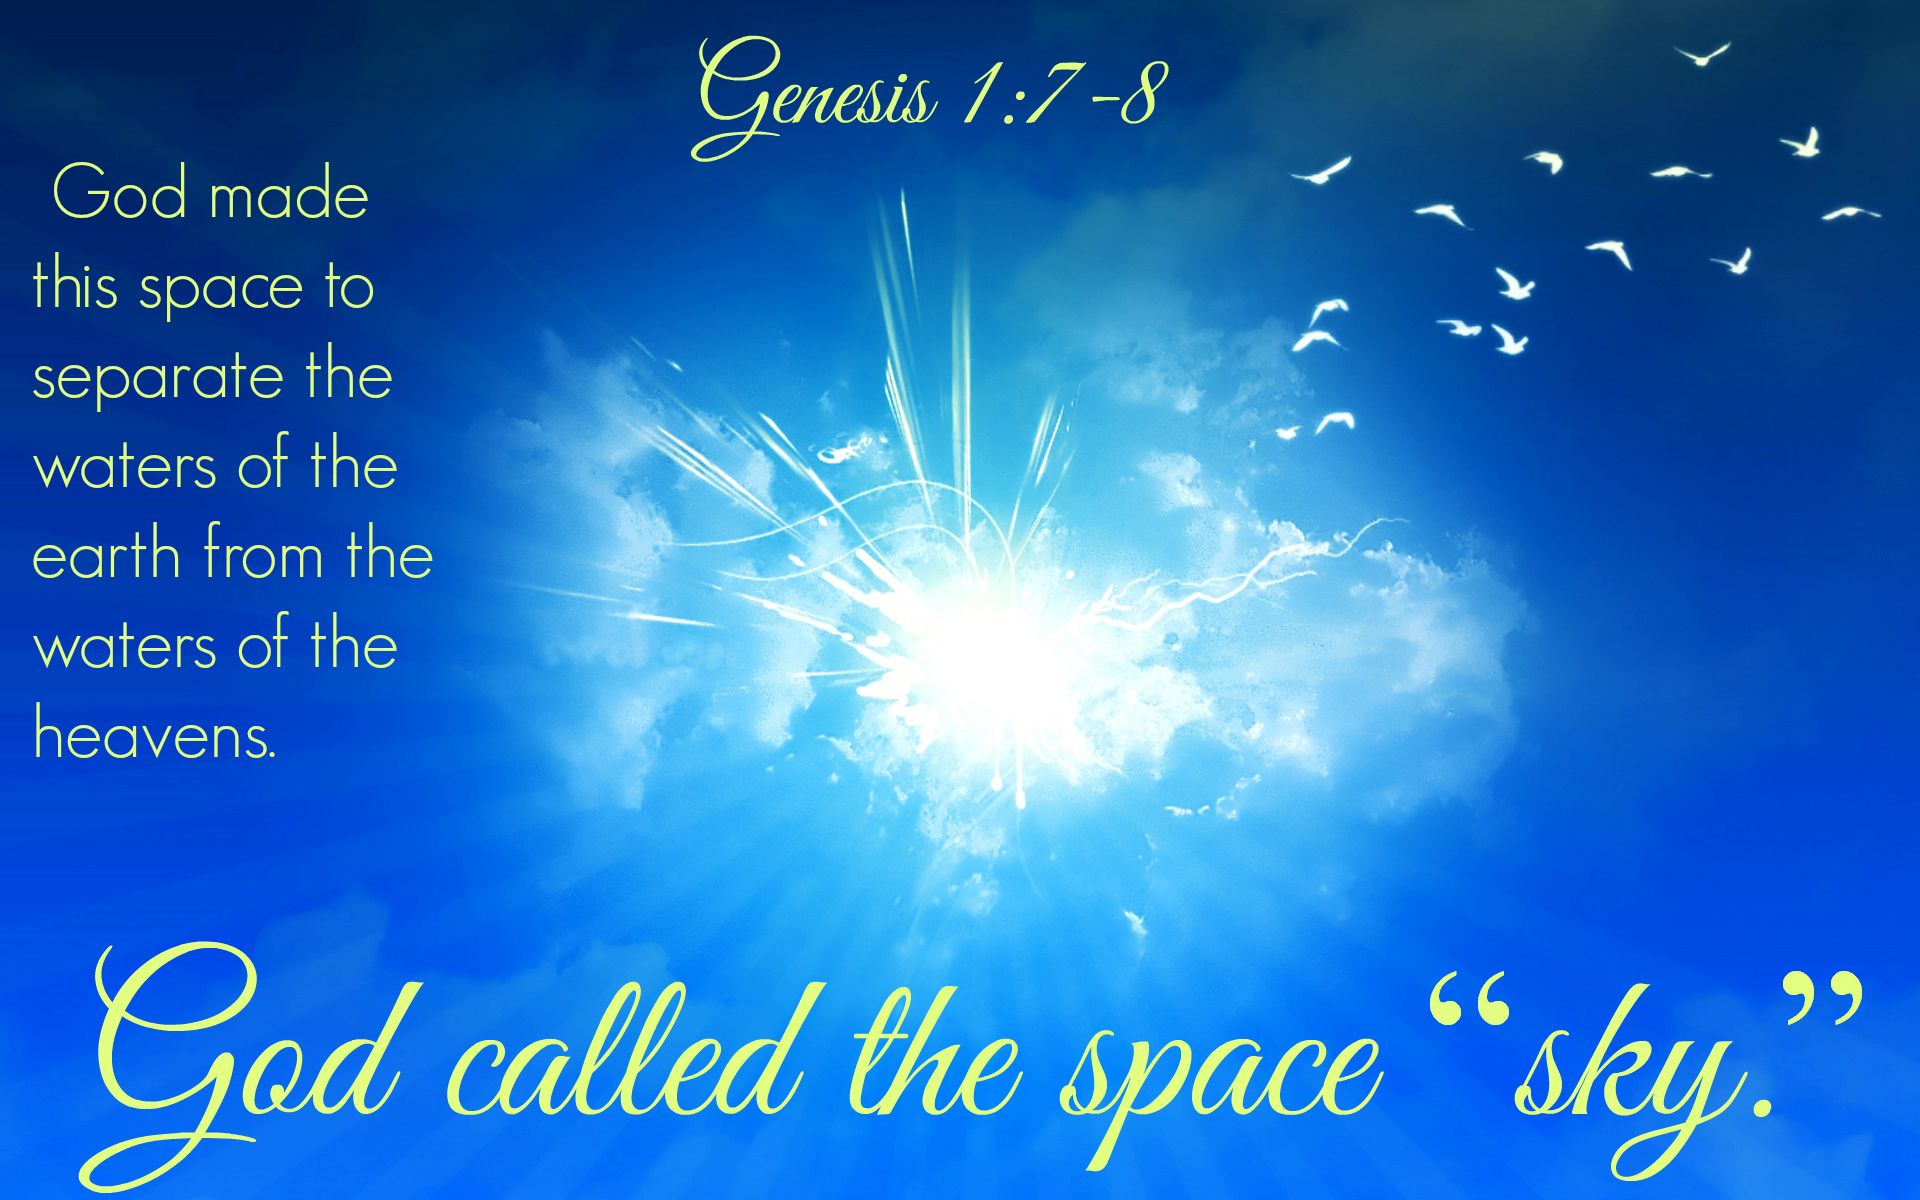 Genesis 1:7-8
God made
this space to
separate the
waters of the
earth from the
waters of the
heavens.
God called the space “sky.”